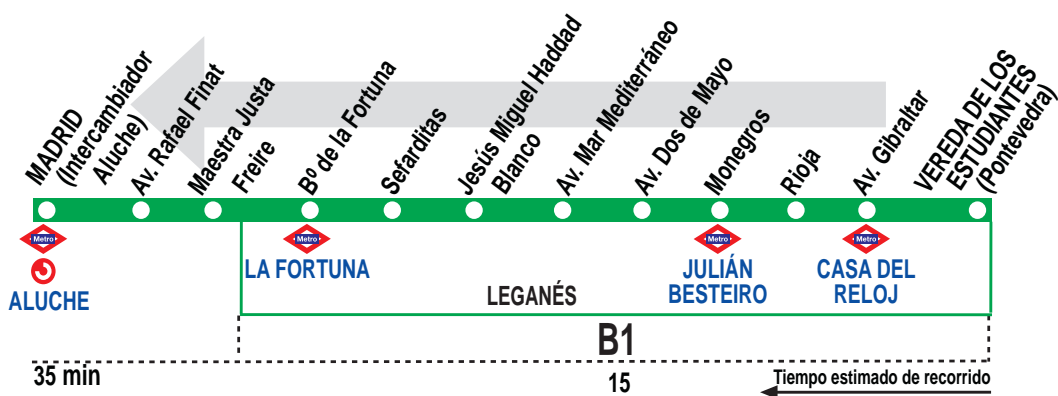 MADRID
(Intercambiador
Aluche)
Av. Rafael Finat
Maestra Justa
Freire
Bº de la Fortuna
Sefarditas
Jesús Miguel Haddad
Blanco
Av. Mar Mediterráneo
Av. Dos de Mayo
Monegros
Rioja
Av. Gibraltar
VEREDA DE LOS
ESTUDIANTES
(Pontevedra)
Metro
Metro
Metro
Metro
ALUCHE
LA FORTUNA
JULIÁN
BESTEIRO
CASA DEL
RELOJ
LEGANÉS
B1
35 min
15
Tiempo estimado de recorrido